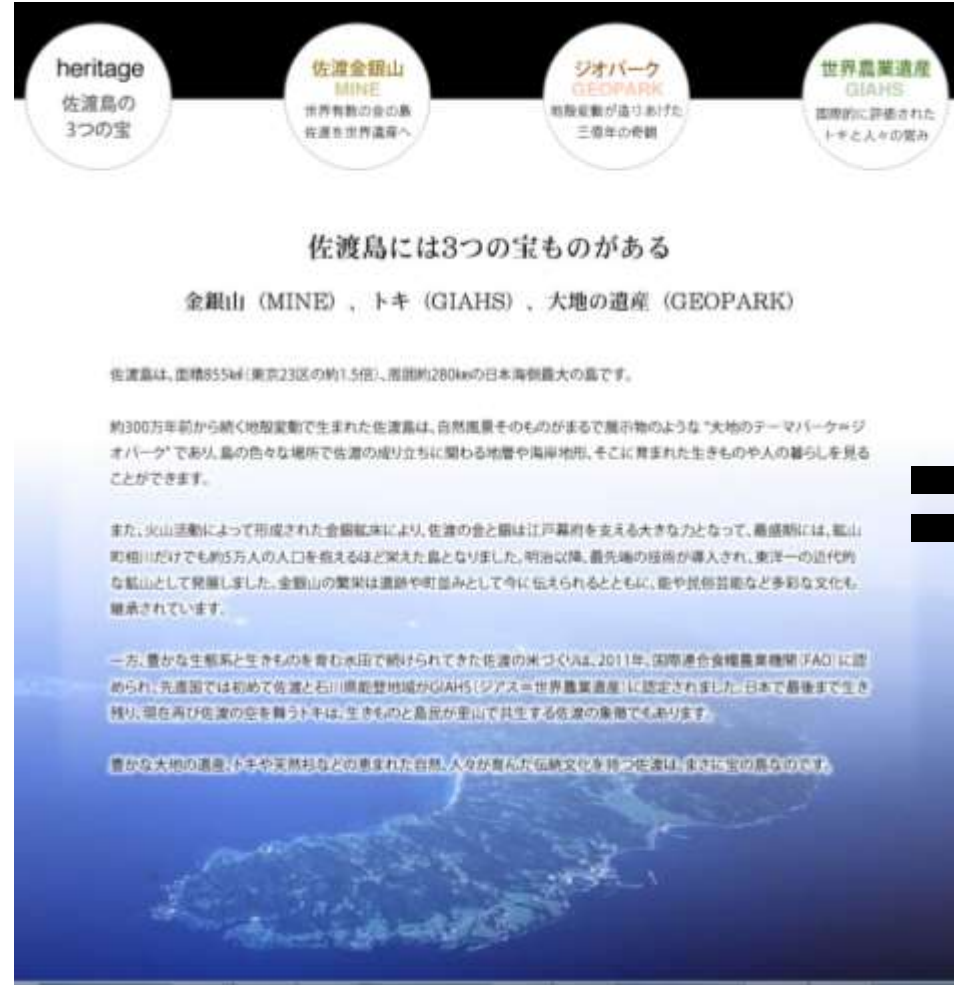 heritage
佐渡島の
3つの宝
佐渡金銀山
MINE
世界有数の金の島
佐渡を世界遺産へ
ジオパーク
GEOPARK
地殻変動が造りあげた
三億年の奇観
世界農業遺産
GIAHS
国際的に評価された
トキと人々の営み
佐渡島には3つの宝ものがある
金銀山（MINE）、トキ（GIAHS）、大地の遺産（GEOPARK）
佐渡島は、面積855㎢（東京23区の約1.5倍）、周囲約280kmの日本海側最大の島です。
約300万年前から続く地殻変動で生まれた佐渡島は、自然風景そのものがまるで展示物のような “大地のテーマパーク＝ジ
オパーク” であり、島の色々な場所で佐渡の成り立ちに関わる地層や海岸地形、そこに育まれた生きものや人の暮らしを見る
ことができます。
また、火山活動によって形成された金銀鉱床により、佐渡の金と銀は江戸幕府を支える大きな力となって、最盛期には、鉱山
町相川だけでも約5万人の人口を抱えるほど栄えた島となりました。明治以降、最先端の技術が導入され、東洋一の近代的
な鉱山として発展しました。金銀山の繁栄は遺跡や町並みとして今に伝えられるとともに、能や民俗芸能など多彩な文化も
継承されています。
一方、豊かな生態系と生きものを育む水田で続けられてきた佐渡の米づくりは、2011年、国際連合食糧農業機関（FAO）に認
められ、先進国では初めて佐渡と石川県能登地域がGIAHS（ジアス＝世界農業遺産）に認定されました。日本で最後まで生き
残り、現在再び佐渡の空を舞うトキは、生きものと島民が里山で共生する佐渡の象徴でもあります。
豊かな大地の遺産、トキや天然杉などの恵まれた自然、人々が育んだ伝統文化を持つ佐渡は、まさに宝の島なのです。